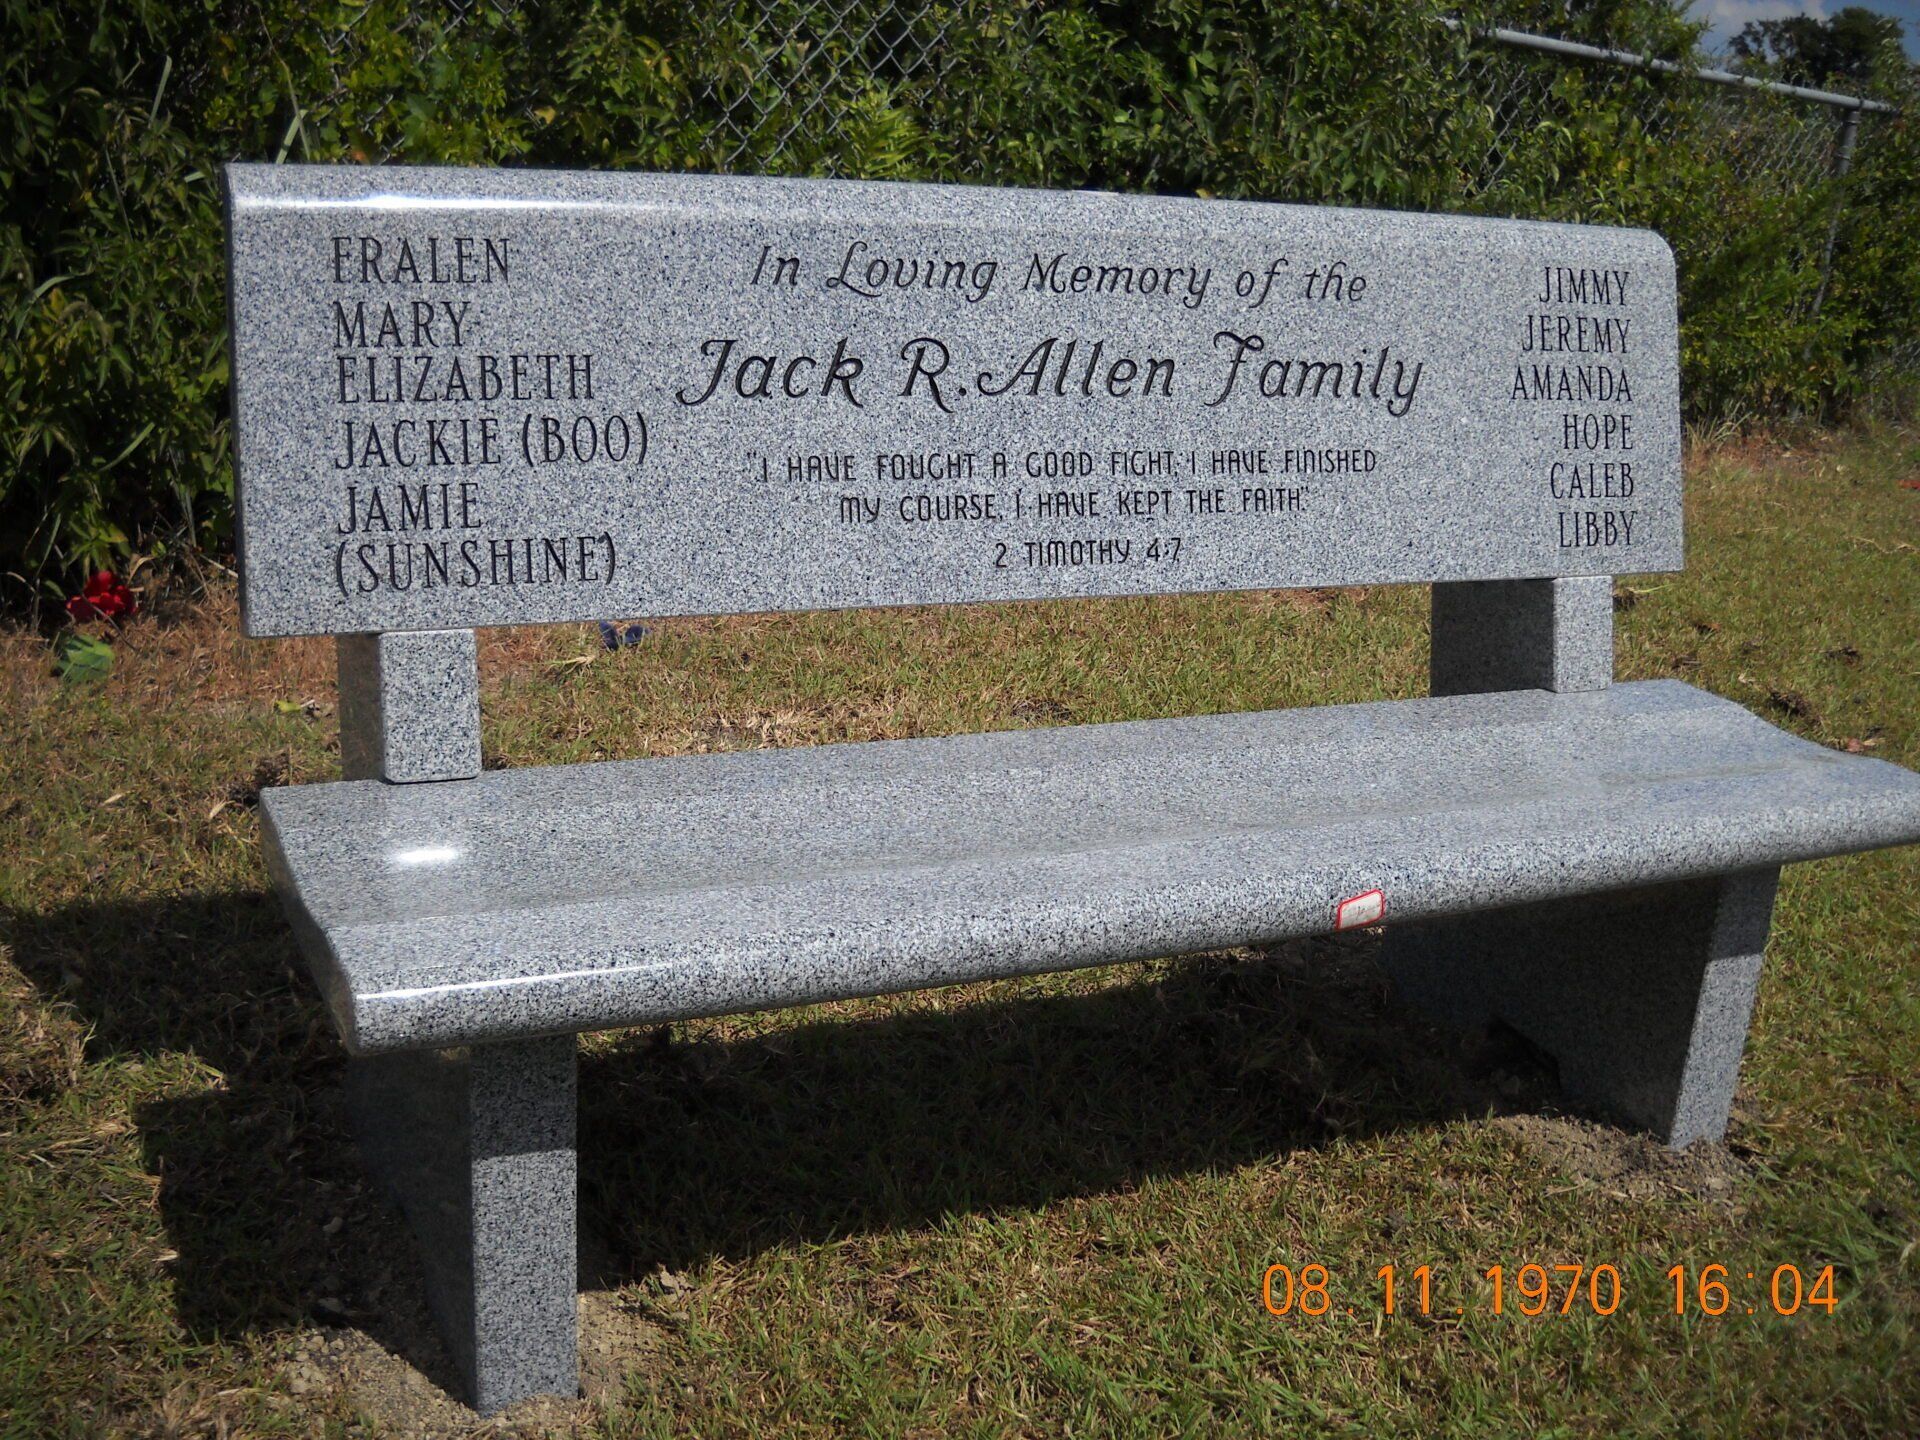 ERALEN
MARY
ELIZABETH
JACKIE (BOO)
JAMIE
(SUNSHINE)
In Loving Memory of the
Jack R. Allen Family
"I HAVE FOUGHT A GOOD FIGHT, I HAVE FINISHED
MY COURSE, I HAVE KEPT THE FAITH."
2 TIMOTHY 4:7
JIMMY
JEREMY
AMANDA
HOPE
CALEB
LIBBY
08.11.1970 16:04